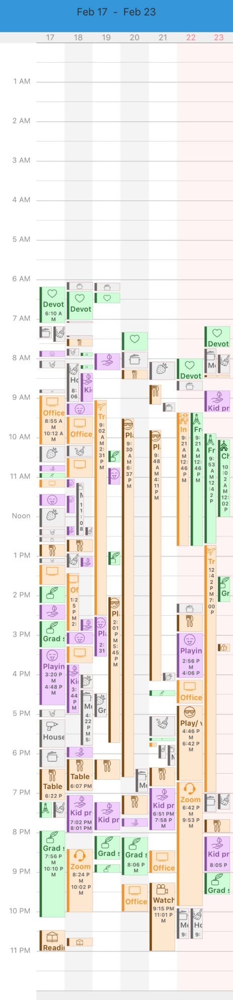 Feb 17 - Feb 23
17 18 19 20 21 22 23
1 AM
2 AM
3 AM
4 AM
5 AM
6 AM
7 AM
8 AM
9 AM
10 AM
11 AM
Noon
1 PM
2 PM
3 PM
4 PM
5 PM
6 PM
7 PM
8 PM
9 PM
10 PM
11 PM
Devot
6:10 A
M
Office
8:55 A
M
10:12 A
M
Grad s
Playin
3:20 P
M
4:48 P
M
House
Table
6:22 P
Grad s
7:56 P
M
10:10 P
M
Readi
Devot
Ho
8:
06
Ki
Office
1
1
:
0
8
Of
1:2
5
P
M
2:
Ki
3:
44
P
M
Me
4:
22
P
M
5:
Table
6:07 PM
Kid pr
7:02 PM
8:01 PM
Zoom
8:24 P
M
10:02 P
M
Tr
9:
02
A
M
2:
31
P
M
Pl
2:
01
P
M
5:
45
P
M
Pl
2:
31
Gr
Kid pr
Grad s
Pl
9:
30
A
M
6:
37
P
M
Me
Grad s
8:06 P
M
Office
Pl
9:
48
A
M
4:
11
P
M
M
Kid pr
6:51 PM
7:58 P
M
Office
Watch
9:15 PM
11:01 P
M
Devot
In
9:
21
A
M
12:
46
P
M
Fr
9:
21
A
M
12:
46
P
M
Playin
2:56 P
M
4:06 P
Office
Play/ v
4:46 P
M
6:42 P
M
Zoom
6:42 P
M
9:53 P
M
Me
9:
Ho
9:
Devot
Me
Kid pr
Fr
9:
53
A
M
12
:4
2
P
Ch
10
:0
2
A
M
12:
02
P
Tr
12
:4
2
P
M
7:
00
P
Gr
Kid pr
8:05 P
Grad s